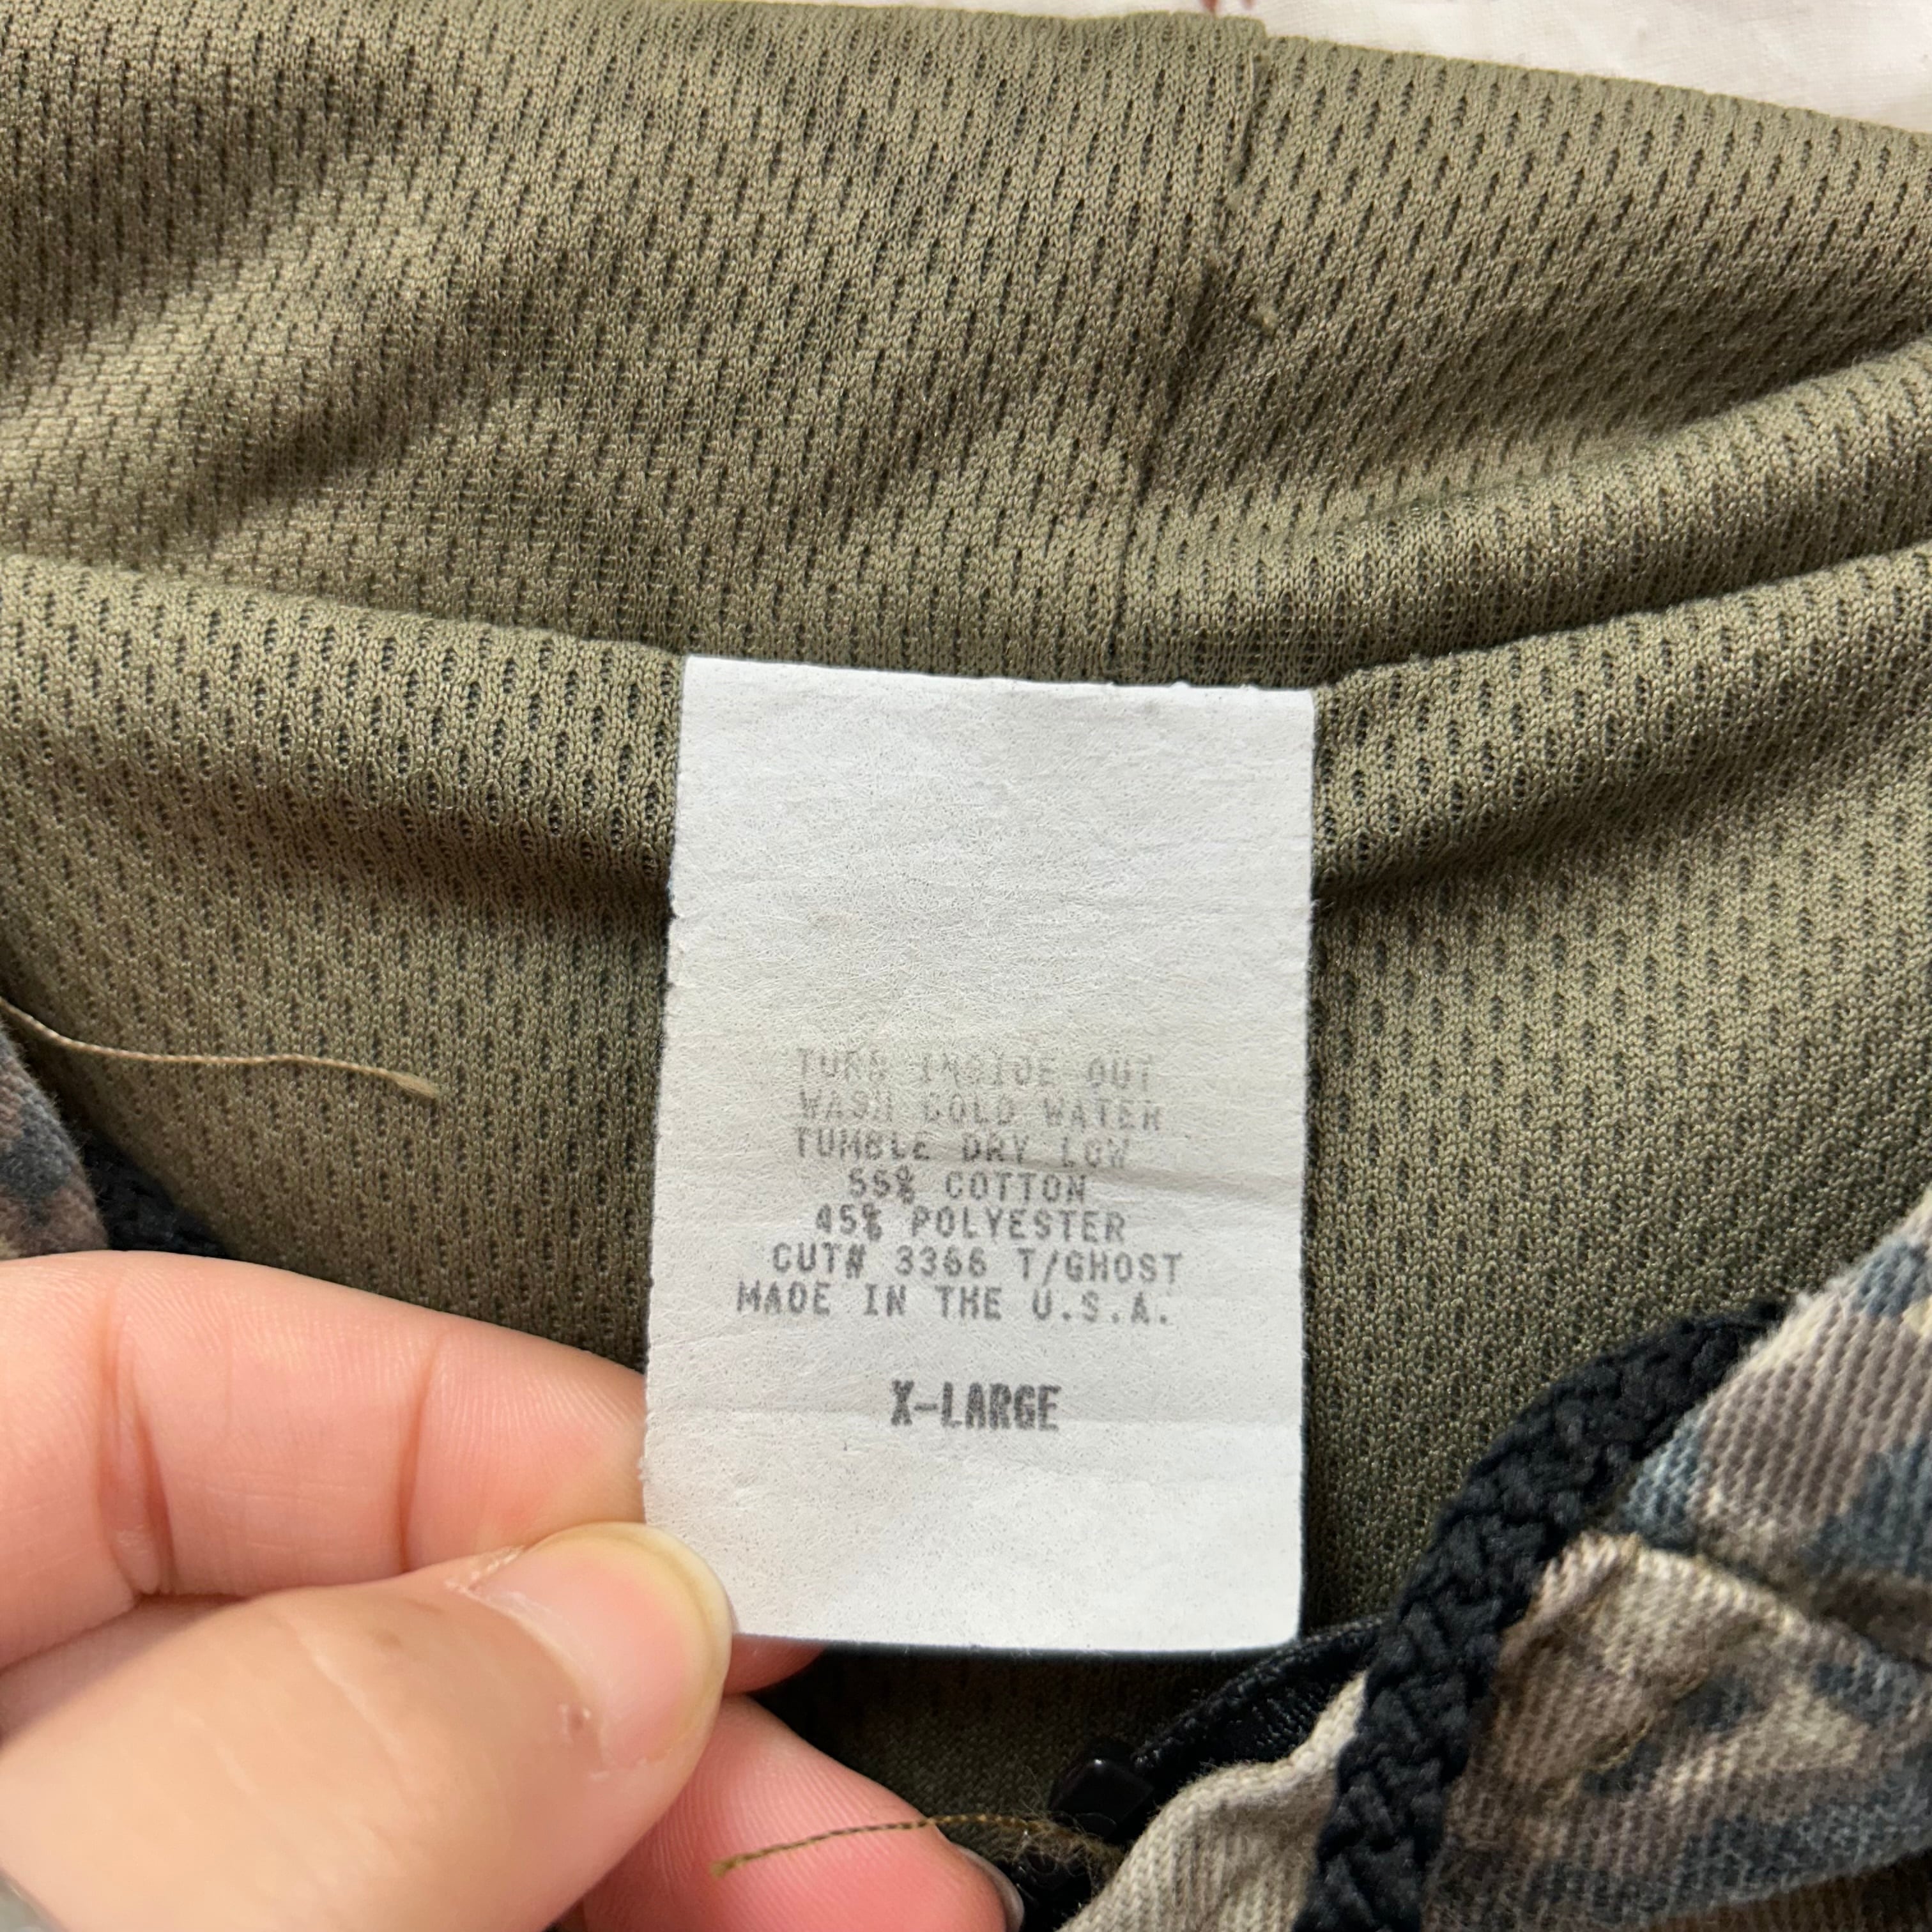 TURN INSIDE OUT
WASH COLD WATER
TUMBLE DRY LOW
55% COTTON
45% POLYESTER
CUT# 3366 T/GHOST
MADE IN THE U.S.A.
X-LARGE